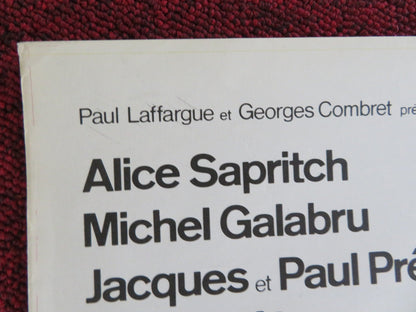 Paul Laffargue et Georges Combret pré
Alice Sapritch
Michel Galabru
Jacques et Paul Pré